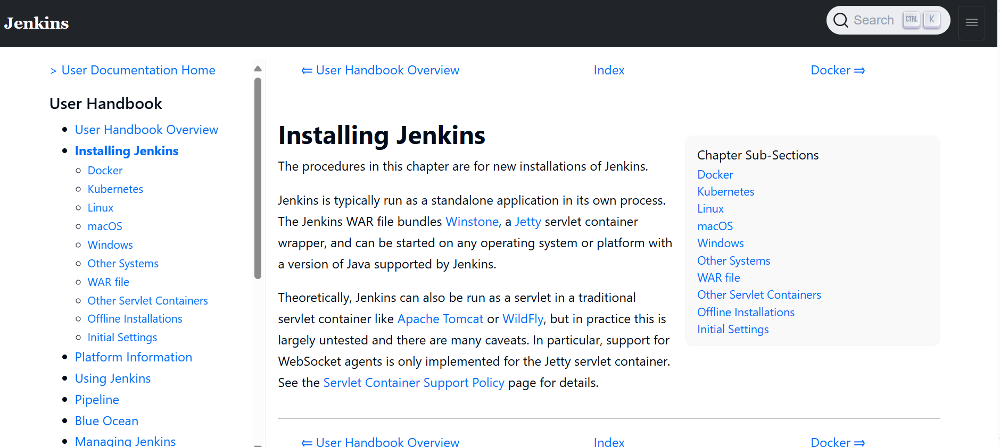 Jenkins
Search CTRL K
> User Documentation Home
User Handbook
User Handbook Overview
Installing Jenkins
Docker
Kubernetes
Linux
macOS
Windows
Other Systems
WAR file
Other Servlet Containers
Offline Installations
Initial Settings
Platform Information
Using Jenkins
Pipeline
Blue Ocean
Managing Jenkins
⇐ User Handbook Overview
Index
Docker ⇒
Installing Jenkins
The procedures in this chapter are for new installations of Jenkins.
Jenkins is typically run as a standalone application in its own process.
The Jenkins WAR file bundles Winstone, a Jetty servlet container
wrapper, and can be started on any operating system or platform with
a version of Java supported by Jenkins.
Theoretically, Jenkins can also be run as a servlet in a traditional
servlet container like Apache Tomcat or WildFly, but in practice this is
largely untested and there are many caveats. In particular, support for
WebSocket agents is only implemented for the Jetty servlet container.
See the Servlet Container Support Policy page for details.
Chapter Sub-Sections
Docker
Kubernetes
Linux
macOS
Windows
Other Systems
WAR file
Other Servlet Containers
Offline Installations
Initial Settings
⇐ User Handbook Overview
Index
Docker ⇒